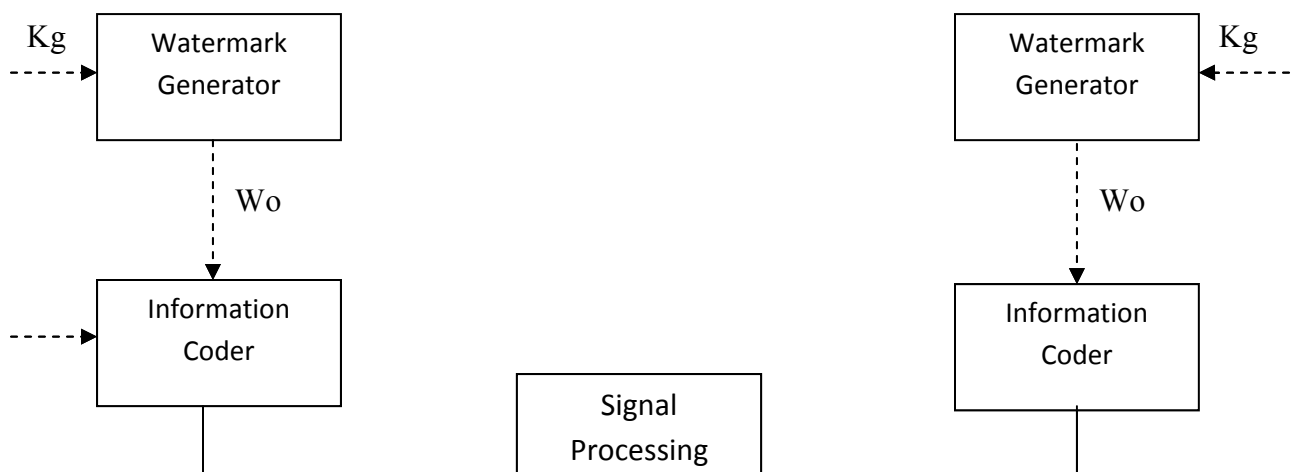 Kg
Watermark
Generator
Wo
Information
Coder
Signal
Processing
Watermark
Generator
Kg
Wo
Information
Coder